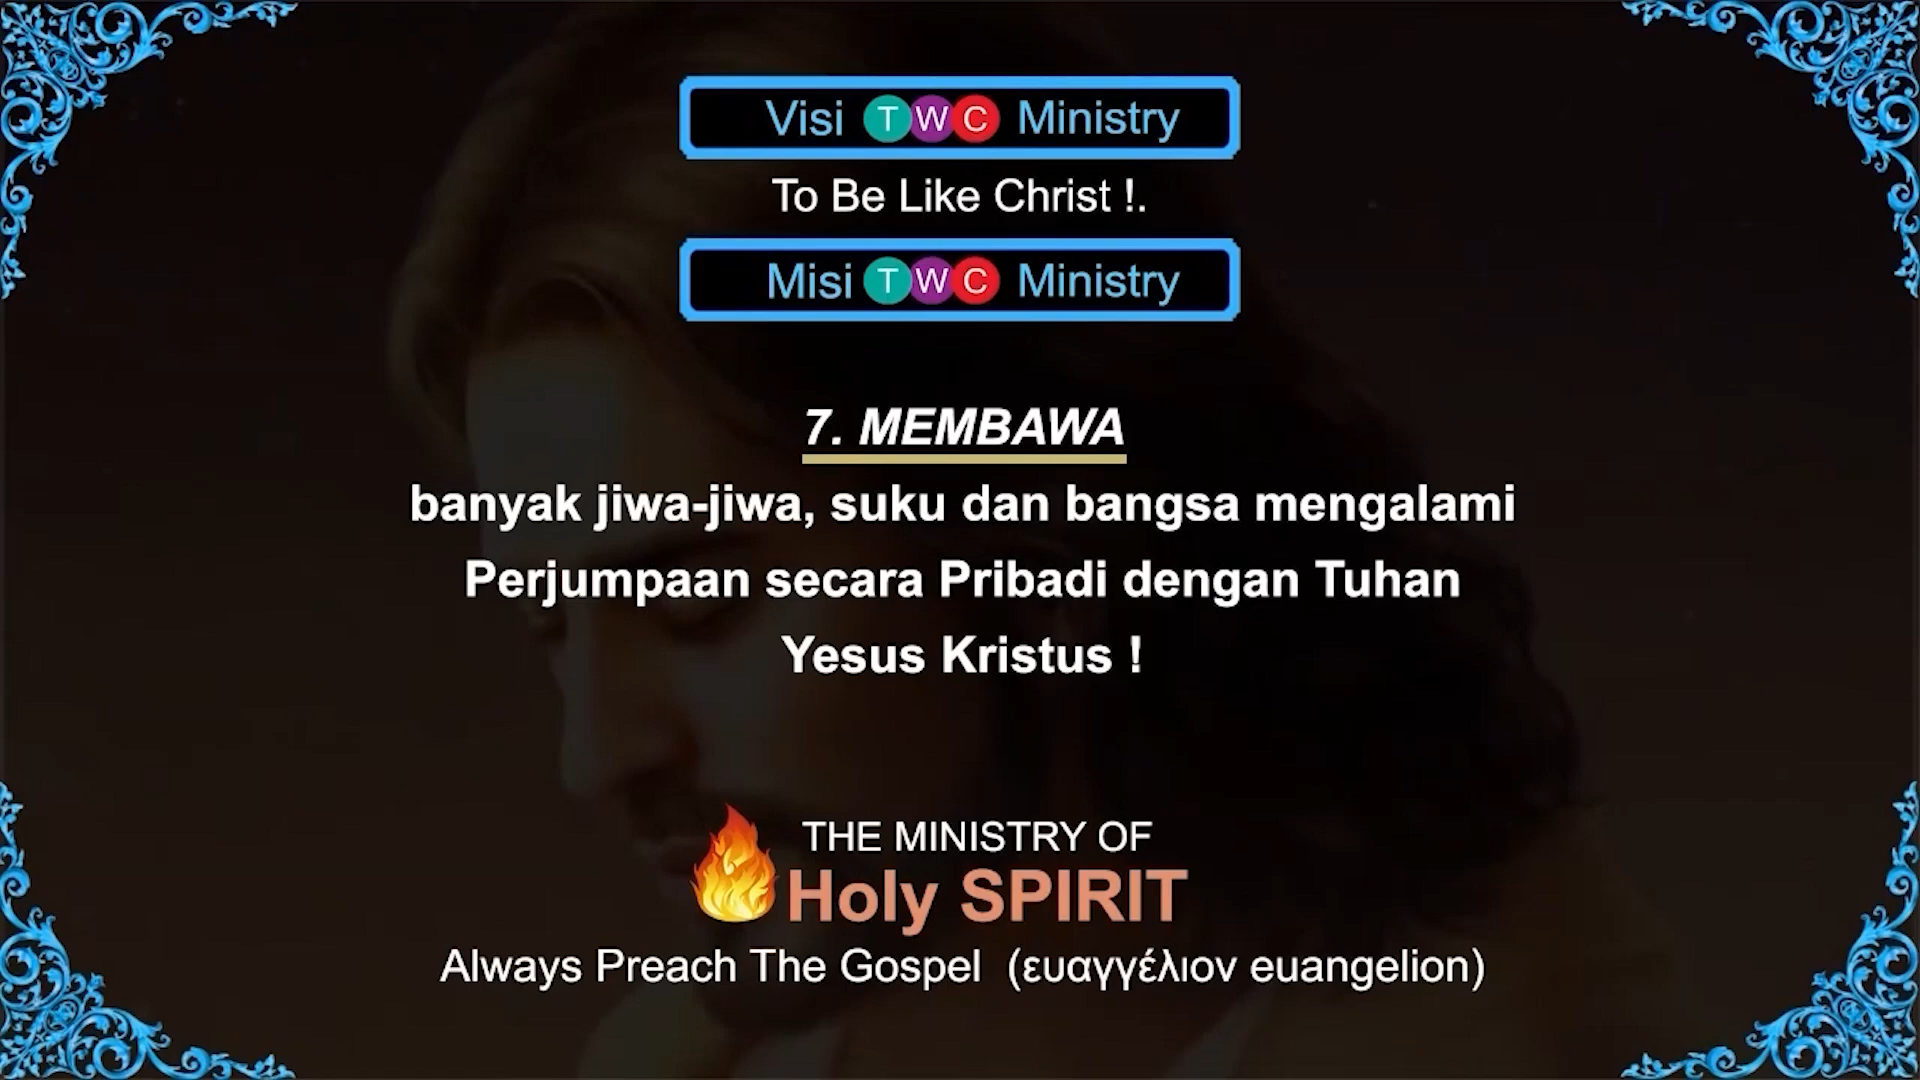 Visi TWC Ministry
To Be Like Christ !.
Misi TWC Ministry
7. MEMBAWA
banyak jiwa-jiwa, suku dan bangsa mengalami
Perjumpaan secara Pribadi dengan Tuhan
Yesus Kristus !
THE MINISTRY OF
Holy SPIRIT
Always Preach The Gospel (ευαγγέλιον euangelion)